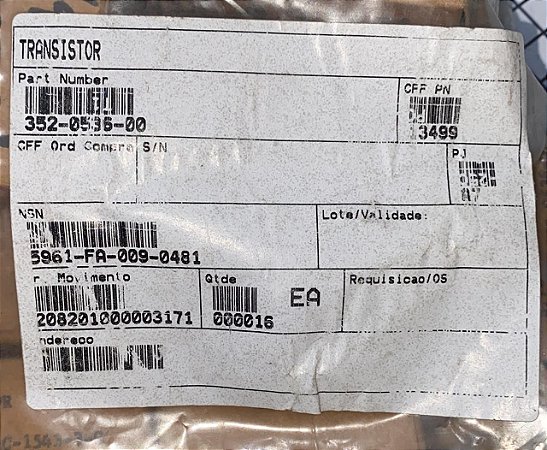 TRANSISTOR
Part Number
352-0536-00
CFF PN
13499
CFF Ord Compra S/N
PJ
NSN
5961-FA-009-0481
Lote/Validade:
r. Movimento
208201000003171
Qtde
000016
EA
Requisicao/OS
ndereco